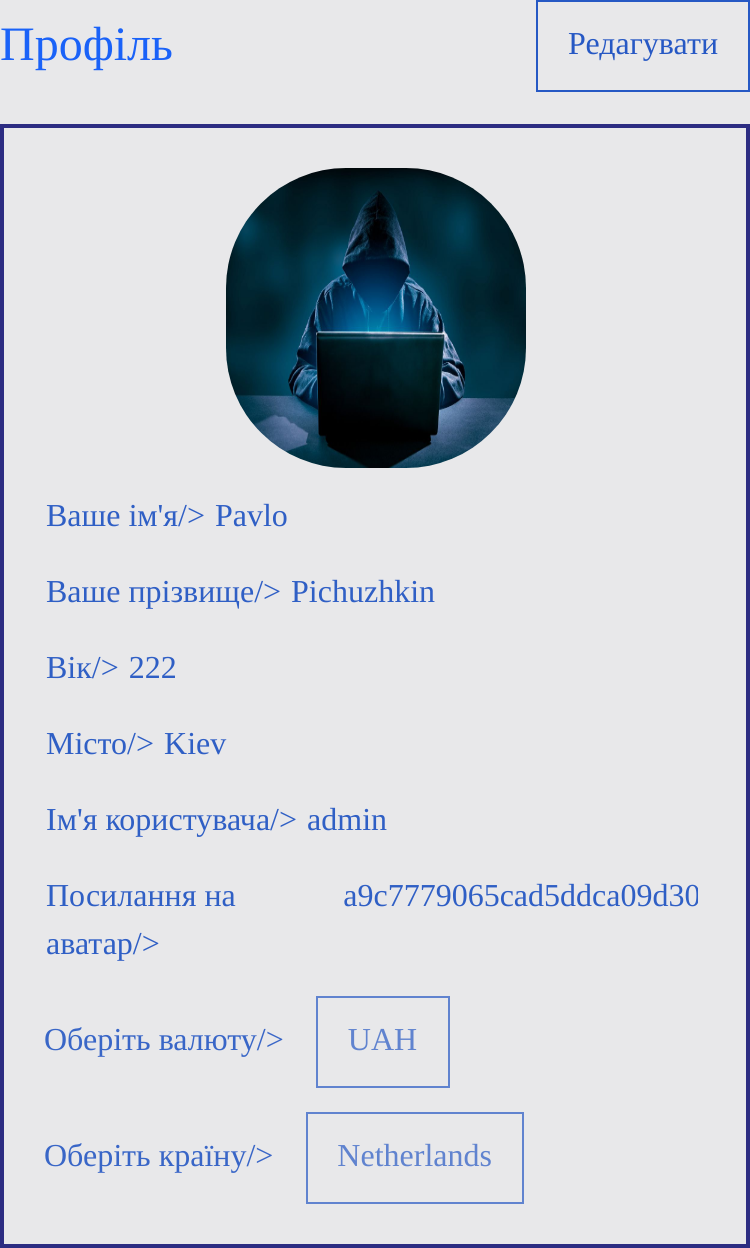 Профіль
Редагувати
Ваше ім'я/> Pavlo
Ваше прізвище/> Pichuzhkin
Вік/> 222
Місто/> Kiev
Ім'я користувача/> admin
Посилання на a9c7779065cad5ddca09d30
аватар/>
Оберіть валюту/> UAH
Оберіть країну/> Netherlands